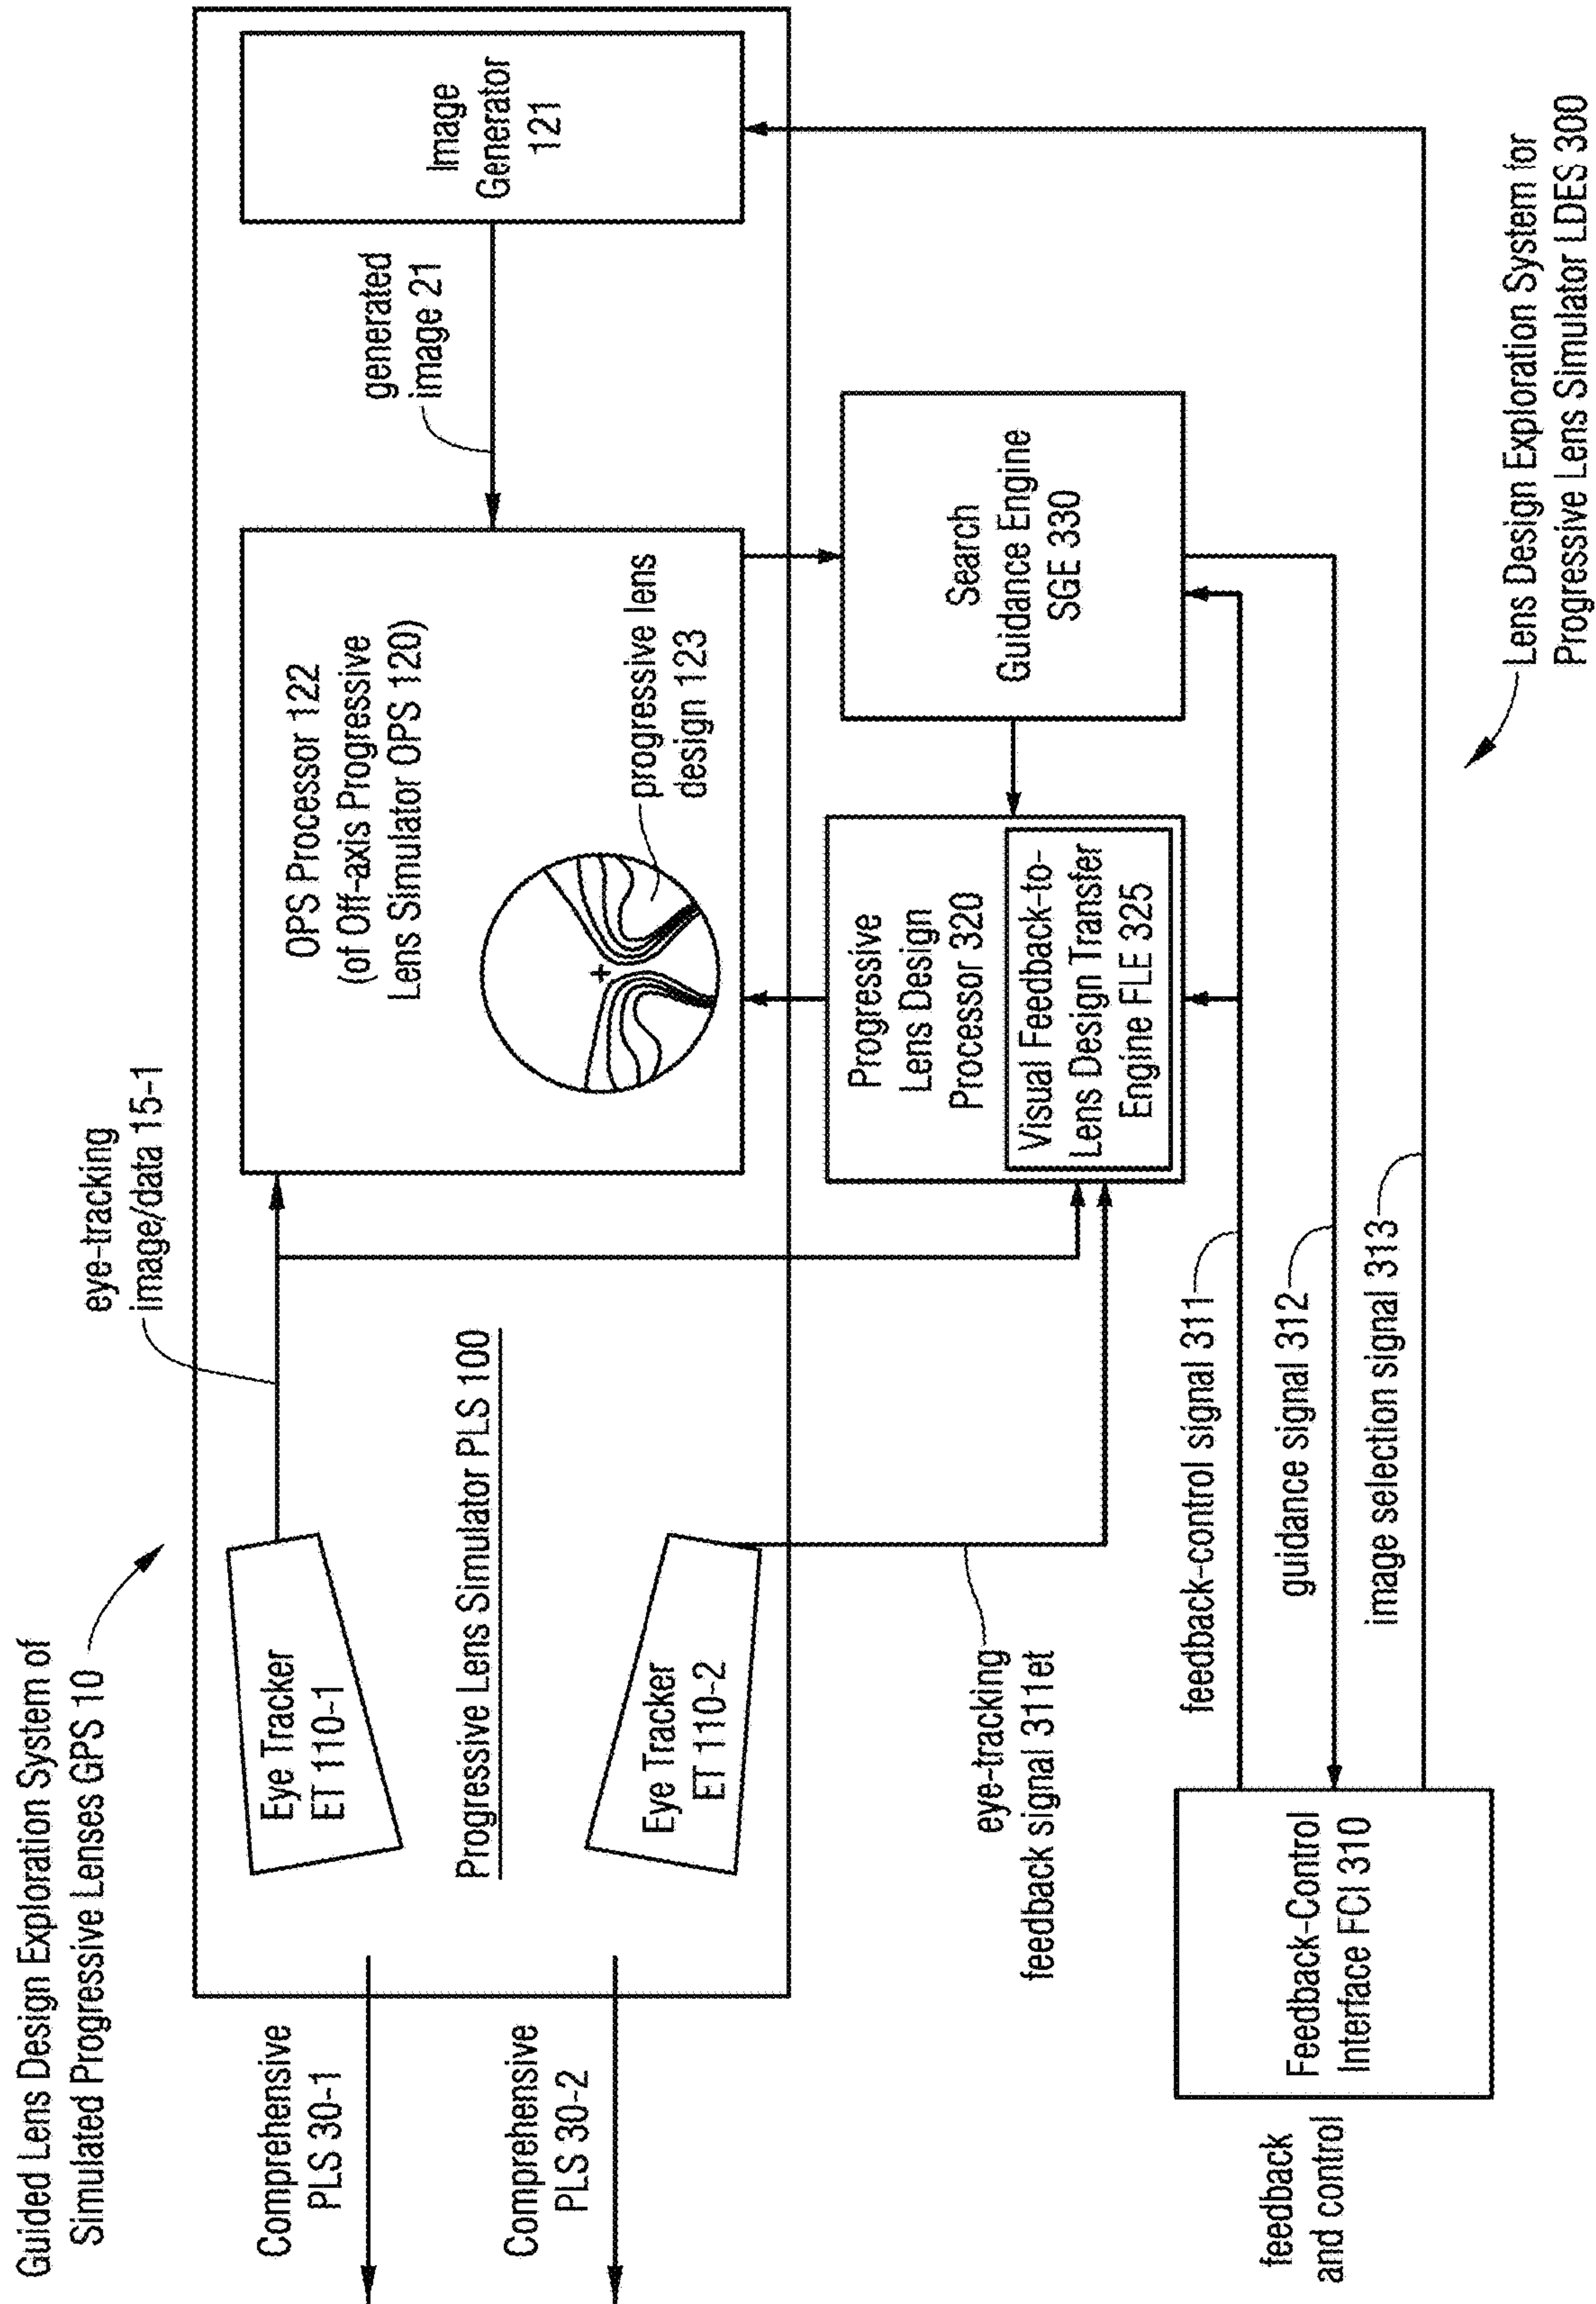 Guided Lens Design Exploration System of
Simulated Progressive Lenses GPS 10
eye-tracking
image/data 15-1
Comprehensive
PLS 30-1
Comprehensive
PLS 30-2
Eye Tracker
ET 110-1
Progressive Lens Simulator PLS 100
Eye Tracker
ET 110-2
OPS Processor 122
(of Off-axis Progressive
Lens Simulator OPS 120)
progressive lens
design 123
generated
image 21
Image
Generator
121
eye-tracking
feedback signal 311et
Progressive
Lens Design
Processor 320
Visual Feedback-to-
Lens Design Transfer
Engine FLE 325
Search
Guidance Engine
SGE 330
feedback-control signal 311
guidance signal 312
image selection signal 313
feedback
and control
Feedback-Control
Interface FCI 310
Lens Design Exploration System for
Progressive Lens Simulator LDES 300